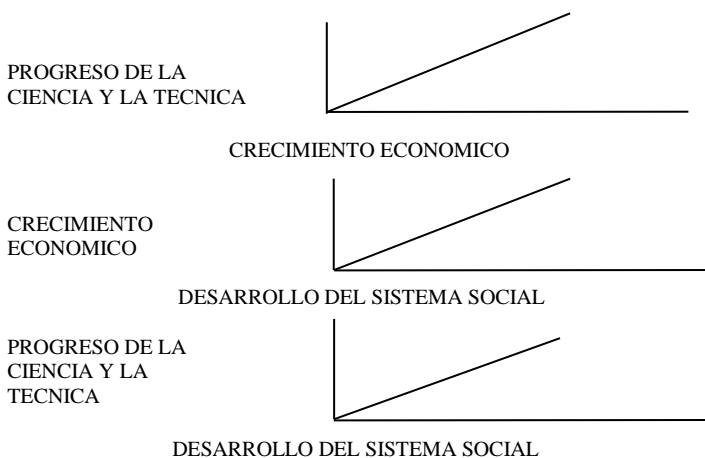 PROGRESO DE LA
CIENCIA Y LA TECNICA
CRECIMIENTO ECONOMICO
CRECIMIENTO
ECONOMICO
DESARROLLO DEL SISTEMA SOCIAL
PROGRESO DE LA
CIENCIA Y LA
TECNICA
DESARROLLO DEL SISTEMA SOCIAL